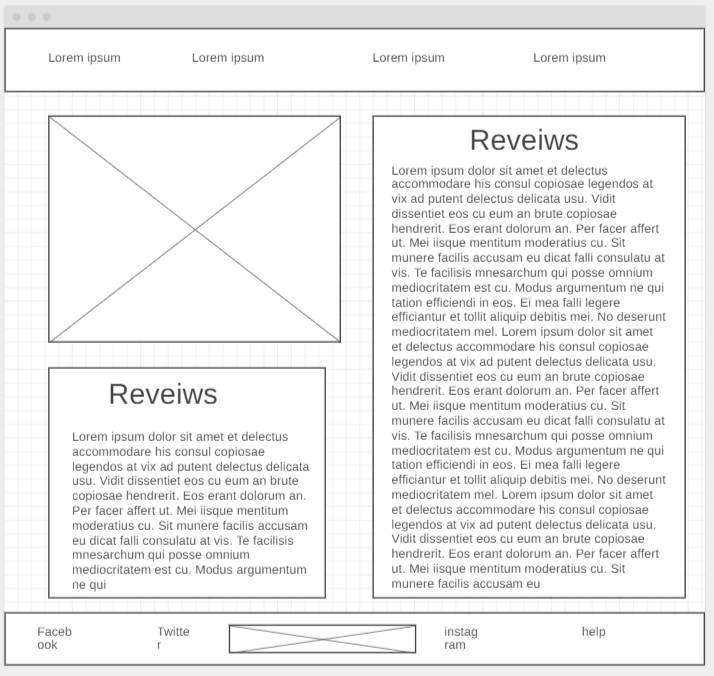 Lorem ipsum
Lorem ipsum
Lorem ipsum
Lorem ipsum
Reveiws
Lorem ipsum dolor sit amet et delectus
accommodare his consul copiosae
legendos at vix ad putent delectus delicata
usu. Vidit dissentiet eos cu eum an brute
copiosae hendrerit. Eos erant dolorum an.
Per facer affert ut. Mei iisque mentitum
moderatius cu. Sit munere facilis accusam
eu dicat falli consulatu at vis. Te facilisis
mnesarchum qui posse omnium
mediocritatem est cu. Modus argumentum
ne qui
Reveiws
Lorem ipsum dolor sit amet et delectus
accommodare his consul copiosae legendos at
vix ad putent delectus delicata usu. Vidit
dissentiet eos cu eum an brute copiosae
hendrerit. Eos erant dolorum an. Per facer affert
ut. Mei iisque mentitum moderatius cu. Sit
munere facilis accusam eu dicat falli consulatu at
vis. Te facilisis mnesarchum qui posse omnium
mediocritatem est cu. Modus argumentum ne qui
tation efficiendi in eos. Ei mea falli legere
efficiantur et tollit aliquip debitis mei. No deserunt
mediocritatem mel. Lorem ipsum dolor sit amet
et delectus accommodare his consul copiosae
legendos at vix ad putent delectus delicata usu.
Vidit dissentiet eos cu eum an brute copiosae
hendrerit. Eos erant dolorum an. Per facer affert
ut. Mei iisque mentitum moderatius cu. Sit
munere facilis accusam eu dicat falli consulatu at
vis. Te facilisis mnesarchum qui posse omnium
mediocritatem est cu. Modus argumentum ne qui
tation efficiendi in eos. Ei mea falli legere
efficiantur et tollit aliquip debitis mei. No deserunt
mediocritatem mel. Lorem ipsum dolor sit amet
et delectus accommodare his consul copiosae
legendos at vix ad putent delectus delicata usu.
Vidit dissentiet eos cu eum an brute copiosae
hendrerit. Eos erant dolorum an. Per facer affert
ut. Mei iisque mentitum moderatius cu. Sit
munere facilis accusam eu
Faceb
ook
Twitte
r
instag
ram
help